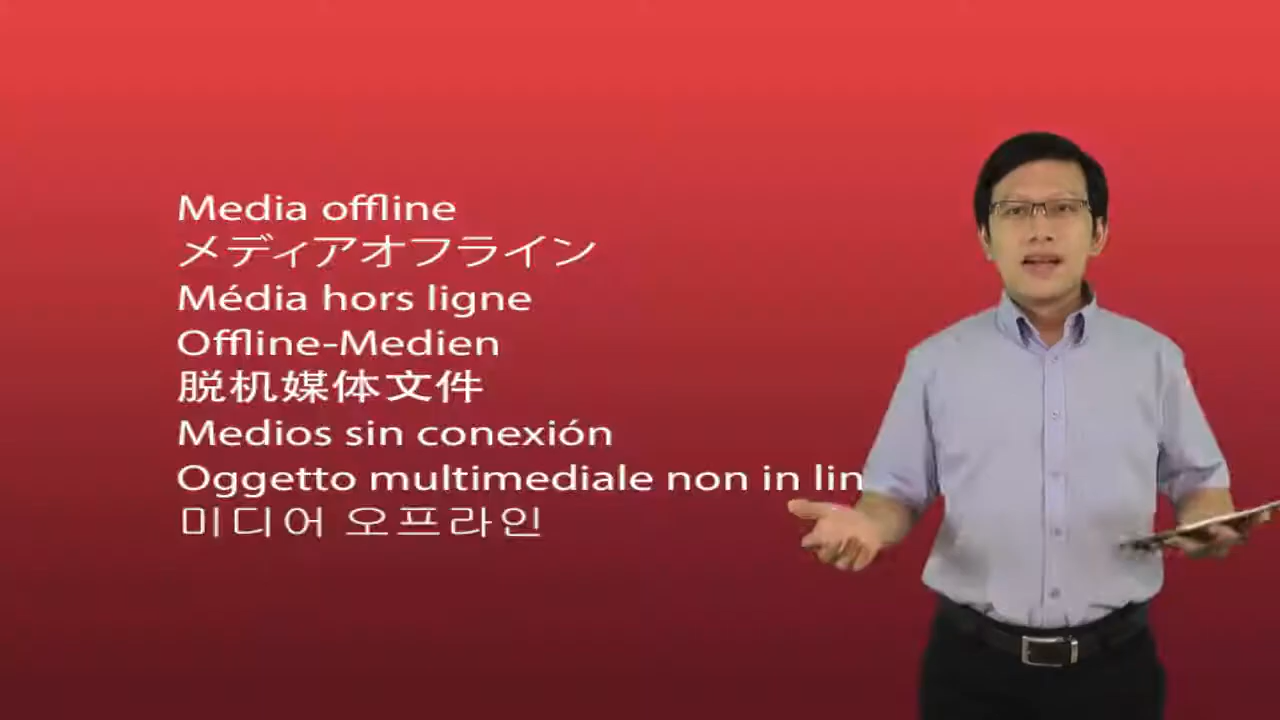 Media offline
メディアオフライン
Média hors ligne
Offline-Medien
脱机媒体文件
Medios sin conexión
Oggetto multimediale non in lin
미디어 오프라인